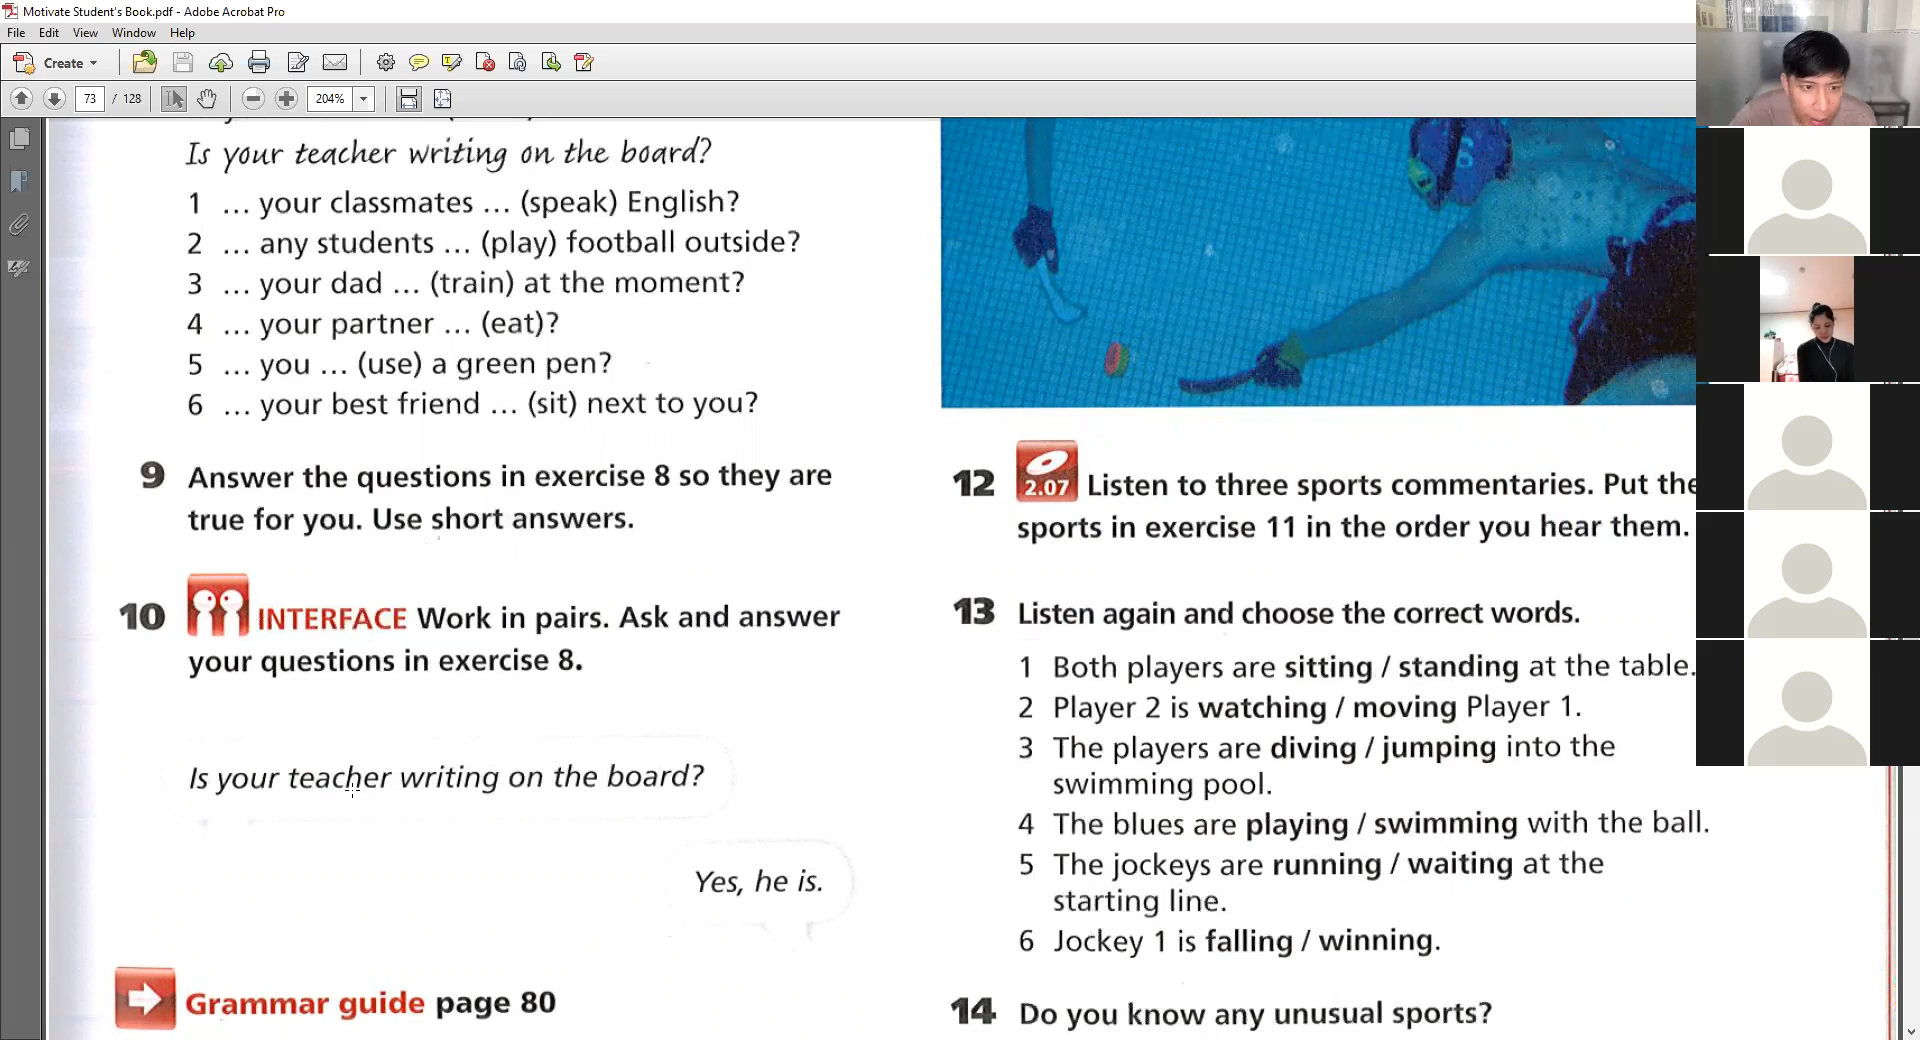 Motivate Student's Book.pdf - Adobe Acrobat Pro
File Edit View Window Help
Create
73 / 128
204%
Is your teacher writing on the board?
1 ... your classmates ... (speak) English?
2 ... any students ... (play) football outside?
3 ... your dad ... (train) at the moment?
4 ... your partner ... (eat)?
5 ... you ... (use) a green pen?
6 ... your best friend ... (sit) next to you?
9 Answer the questions in exercise 8 so they are
true for you. Use short answers.
10 INTERFACE Work in pairs. Ask and answer
your questions in exercise 8.
Is your teacher writing on the board?
Yes, he is.
Grammar guide page 80
12 2.07 Listen to three sports commentaries. Put the
sports in exercise 11 in the order you hear them.
13 Listen again and choose the correct words.
1 Both players are sitting / standing at the table.
2 Player 2 is watching / moving Player 1.
3 The players are diving / jumping into the
swimming pool.
4 The blues are playing / swimming with the ball.
5 The jockeys are running / waiting at the
starting line.
6 Jockey 1 is falling / winning.
14 Do you know any unusual sports?